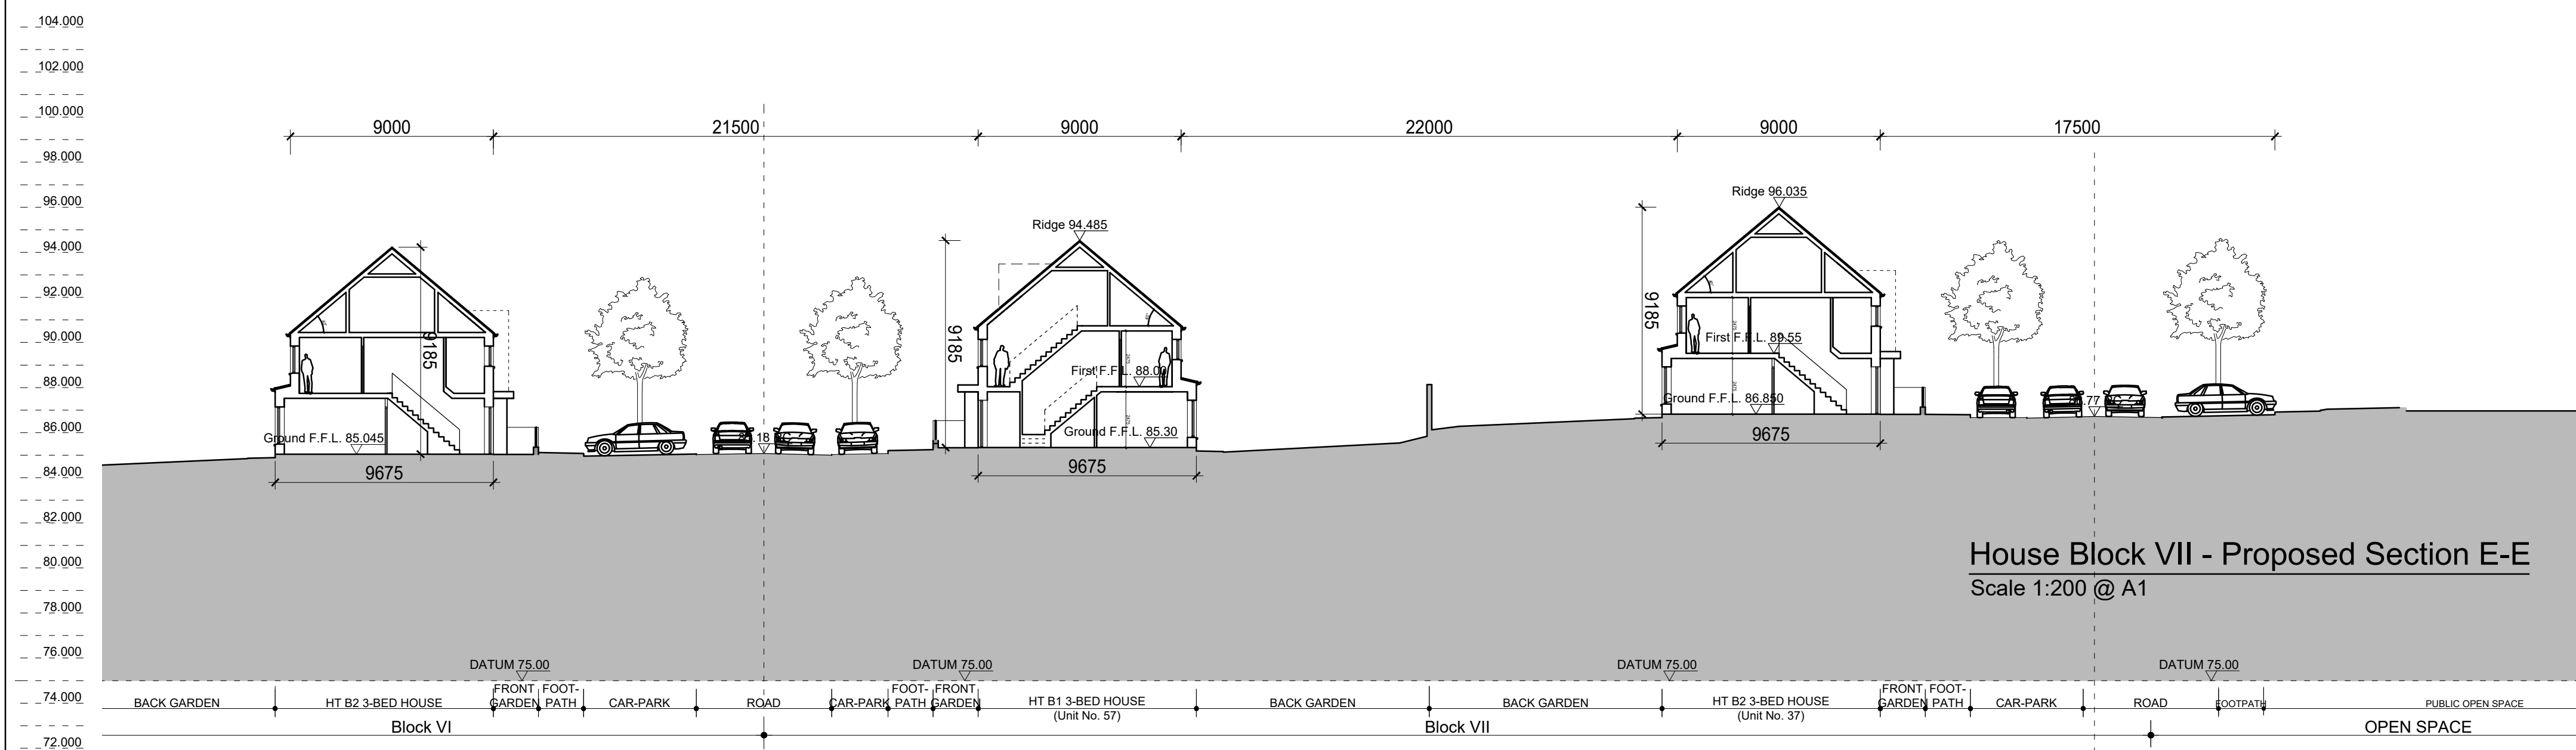 104.000
102.000
100.000
98.000
96.000
94.000
92.000
90.000
88.000
86.000
84.000
82.000
80.000
78.000
76.000
74.000
72.000
9000
21500
9000
22000
9000
17500
Ridge 94.485
Ridge 96.035
9185
9185
9185
First F.F.L. 88.00
First F.F.L. 89.55
Ground F.F.L. 85.045
Ground F.F.L. 85.30
Ground F.F.L. 86.850
9675
9675
9675
House Block VII - Proposed Section E-E
Scale 1:200 @ A1
DATUM 75.00
DATUM 75.00
DATUM 75.00
DATUM 75.00
BACK GARDEN
HT B2 3-BED HOUSE
FRONT
GARDEN
FOOT-
PATH
CAR-PARK
ROAD
CAR-PARK
FOOT-
PATH
FRONT
GARDEN
HT B1 3-BED HOUSE
(Unit No. 57)
BACK GARDEN
BACK GARDEN
HT B2 3-BED HOUSE
(Unit No. 37)
FRONT
GARDEN
FOOT-
PATH
CAR-PARK
ROAD
FOOTPATH
PUBLIC OPEN SPACE
Block VI
Block VII
OPEN SPACE